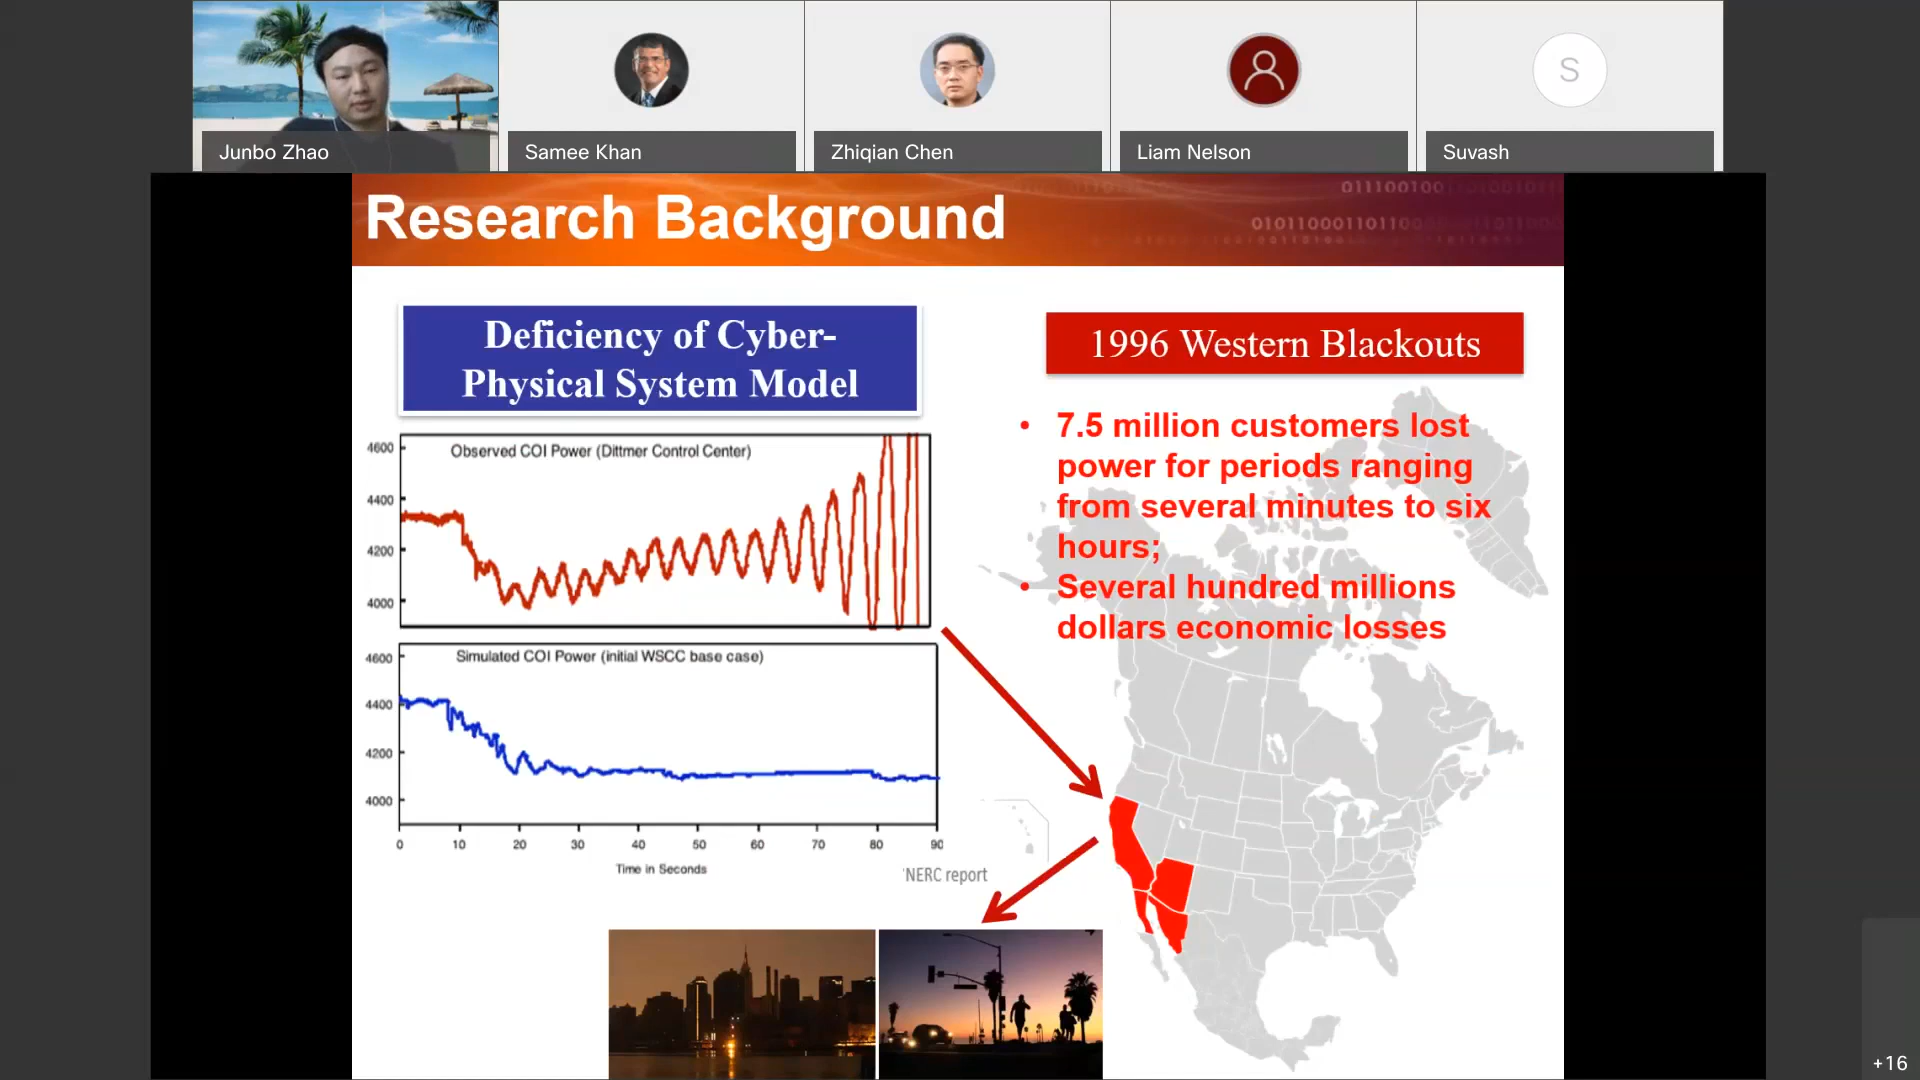 Junbo Zhao
Samee Khan
Zhiqian Chen
Liam Nelson
S
Suvash
Research Background
Deficiency of Cyber-
Physical System Model
4600
4400
4200
4000
Observed COI Power (Dittmer Control Center)
4600
4400
4200
4000
Simulated COI Power (initial WSCC base case)
0 10 20 30 40 50 60 70 80 90
Time in Seconds
'NERC report
1996 Western Blackouts
• 7.5 million customers lost
power for periods ranging
from several minutes to six
hours;
• Several hundred millions
dollars economic losses
+16